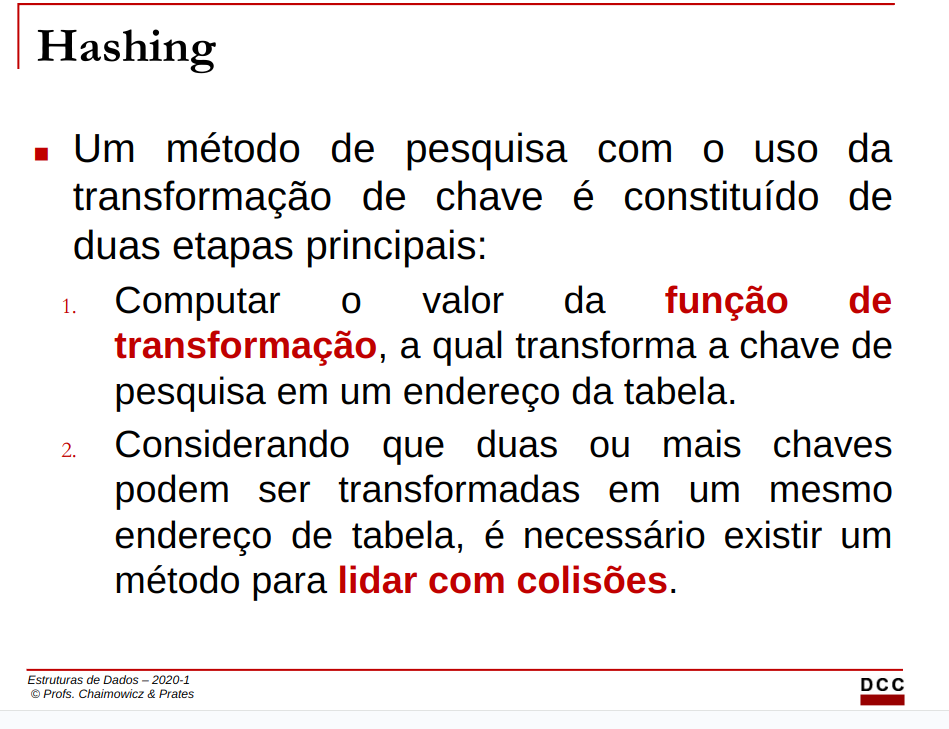 Hashing
Um método de pesquisa com o uso da
transformação de chave é constituído de
duas etapas principais:
1. Computar o valor da função de
transformação, a qual transforma a chave de
pesquisa em um endereço da tabela.
2. Considerando que duas ou mais chaves
podem ser transformadas em um mesmo
endereço de tabela, é necessário existir um
método para lidar com colisões.
Estruturas de Dados – 2020-1
© Profs. Chaimowicz & Prates
DCC